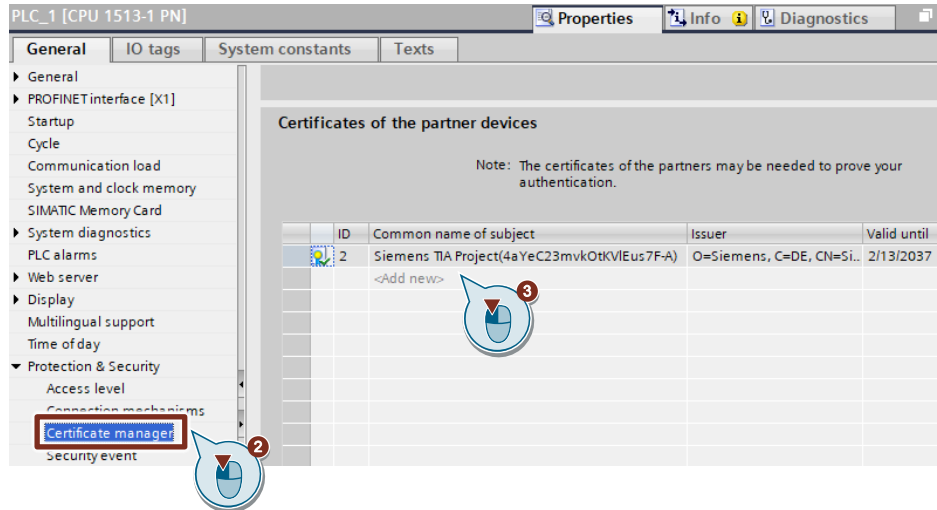 PLC_1 [CPU 1513-1 PN]
Properties
Info
Diagnostics
General
IO tags
System constants
Texts
General
PROFINET interface [X1]
Startup
Cycle
Communication load
System and clock memory
SIMATIC Memory Card
System diagnostics
PLC alarms
Web server
Display
Multilingual support
Time of day
Protection & Security
Access level
Connection mechanisms
Certificate manager
Security event
2
Certificates of the partner devices
Note: The certificates of the partners may be needed to prove your
authentication.
ID Common name of subject Issuer Valid until
2 Siemens TIA Project(4aYeC23mvkOtKVlEus7F-A) O=Siemens, C=DE, CN=Si.. 2/13/2037
<Add new>
3